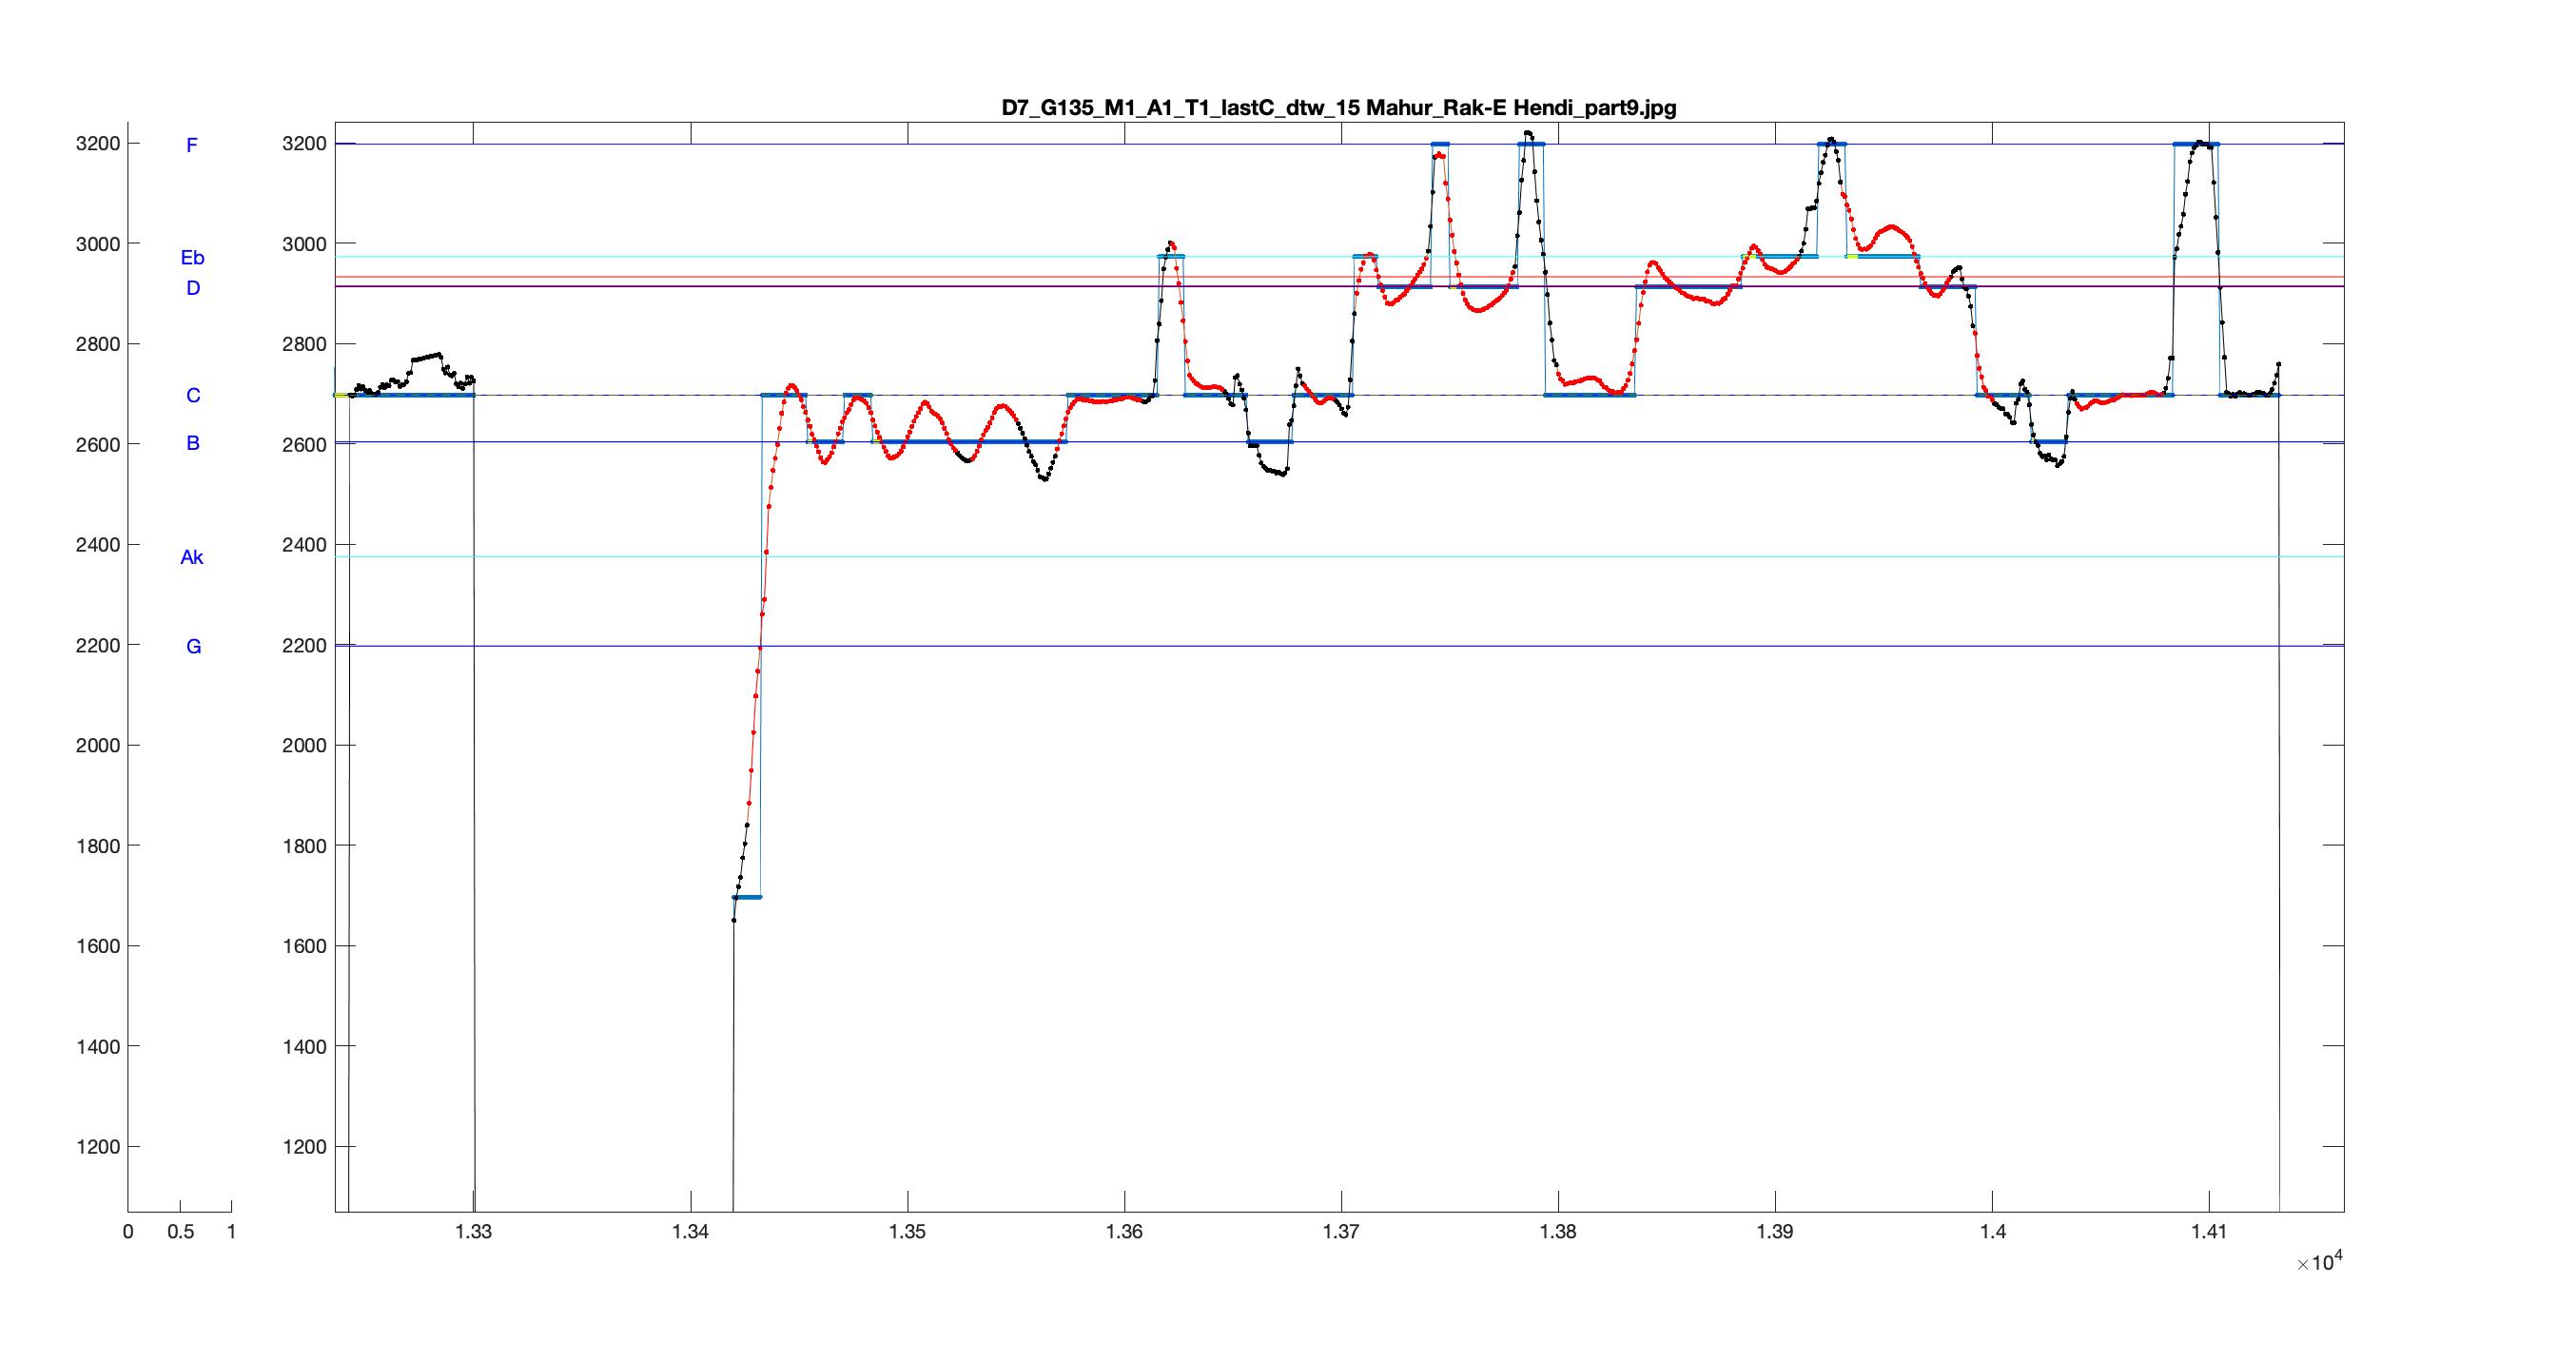 D7_G135_M1_A1_T1_lastC_dtw_15 Mahur_Rak-E Hendi_part9.jpg
3200 F 3200
3000 3000
Eb
D
2800 2800
C
2600 B 2600
2400 2400
Ak
2200 G 2200
2000 2000
1800 1800
1600 1600
1400 1400
1200 1200
0 0.5 1 1.33 1.34 1.35 1.36 1.37 1.38 1.39 1.4 1.41
×10⁴